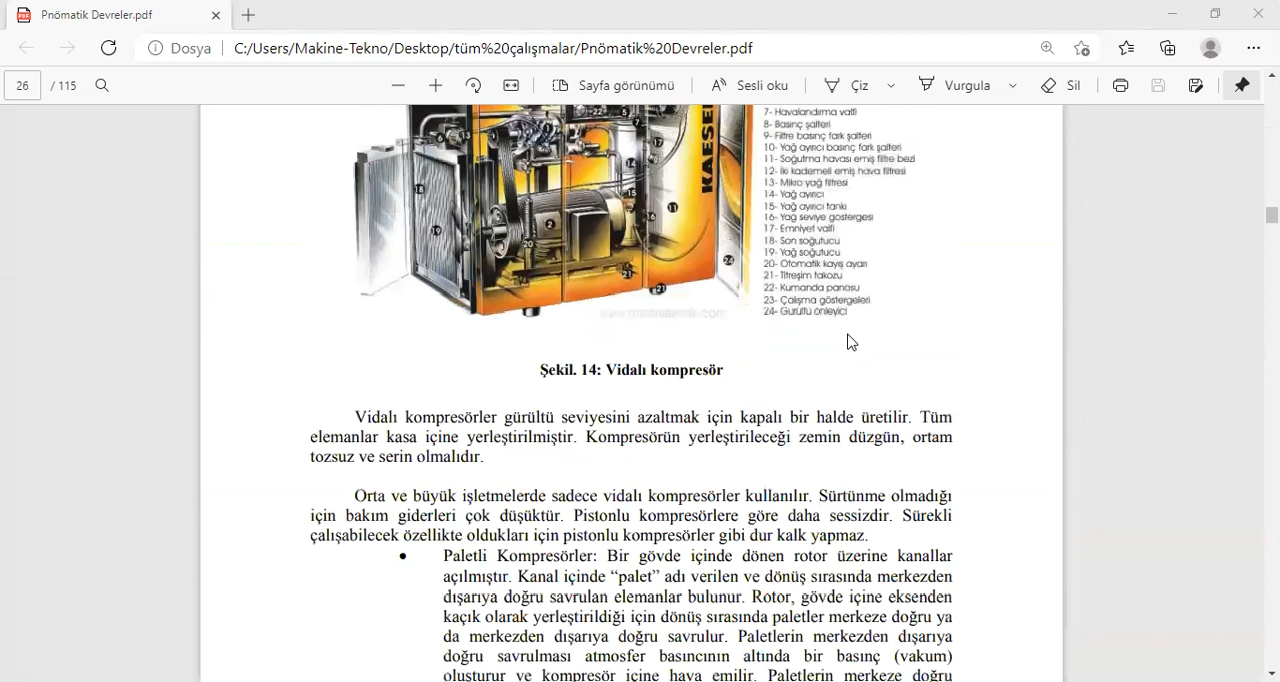 Pnömatik Devreler.pdf
Dosya C:/Users/Makine-Tekno/Desktop/tüm%20çalışmalar/Pnömatik%20Devreler.pdf
26 / 115 Sayfa görünümü Sesli oku Çiz Vurgula Sil
7- Havalandırma valfi
8- Basınç şalteri
9- Filtre basınç fark şalteri
10- Yağ ayırıcı basınç fark şalteri
11- Soğutma havası emiş filtre bezi
12- İki kademeli emiş hava filtresi
13- Mikro yağ filtresi
14- Yağ ayırıcı
15- Yağ ayırıcı tankı
16- Yağ seviye göstergesi
17- Emniyet valfi
18- Son soğutucu
19- Yağ soğutucu
20- Otomatik kayış ayarı
21- Titreşim takozu
22- Kumanda panosu
23- Çalışma göstergeleri
24- Gürültü önleyici
KAESER
Şekil. 14: Vidalı kompresör
Vidalı kompresörler gürültü seviyesini azaltmak için kapalı bir halde üretilir. Tüm
elemanlar kasa içine yerleştirilmiştir. Kompresörün yerleştirileceği zemin düzgün, ortam
tozsuz ve serin olmalıdır.
Orta ve büyük işletmelerde sadece vidalı kompresörler kullanılır. Sürtünme olmadığı
için bakım giderleri çok düşüktür. Pistonlu kompresörlere göre daha sessizdir. Sürekli
çalışabilecek özellikte oldukları için pistonlu kompresörler gibi dur kalk yapmaz.
• Paletli Kompresörler: Bir gövde içinde dönen rotor üzerine kanallar
açılmıştır. Kanal içinde “palet” adı verilen ve dönüş sırasında merkezden
dışarıya doğru savrulan elemanlar bulunur. Rotor, gövde içine eksenden
kaçık olarak yerleştirildiği için dönüş sırasında paletler merkeze doğru ya
da merkezden dışarıya doğru savrulur. Paletlerin merkezden dışarıya
doğru savrulması atmosfer basıncının altında bir basınç (vakum)
oluşturur ve kompresör içine hava emilir. Paletlerin merkeze doğru